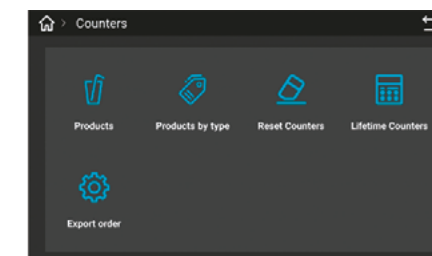 > Counters
Products
Products by type
Reset Counters
Lifetime Counters
Export order